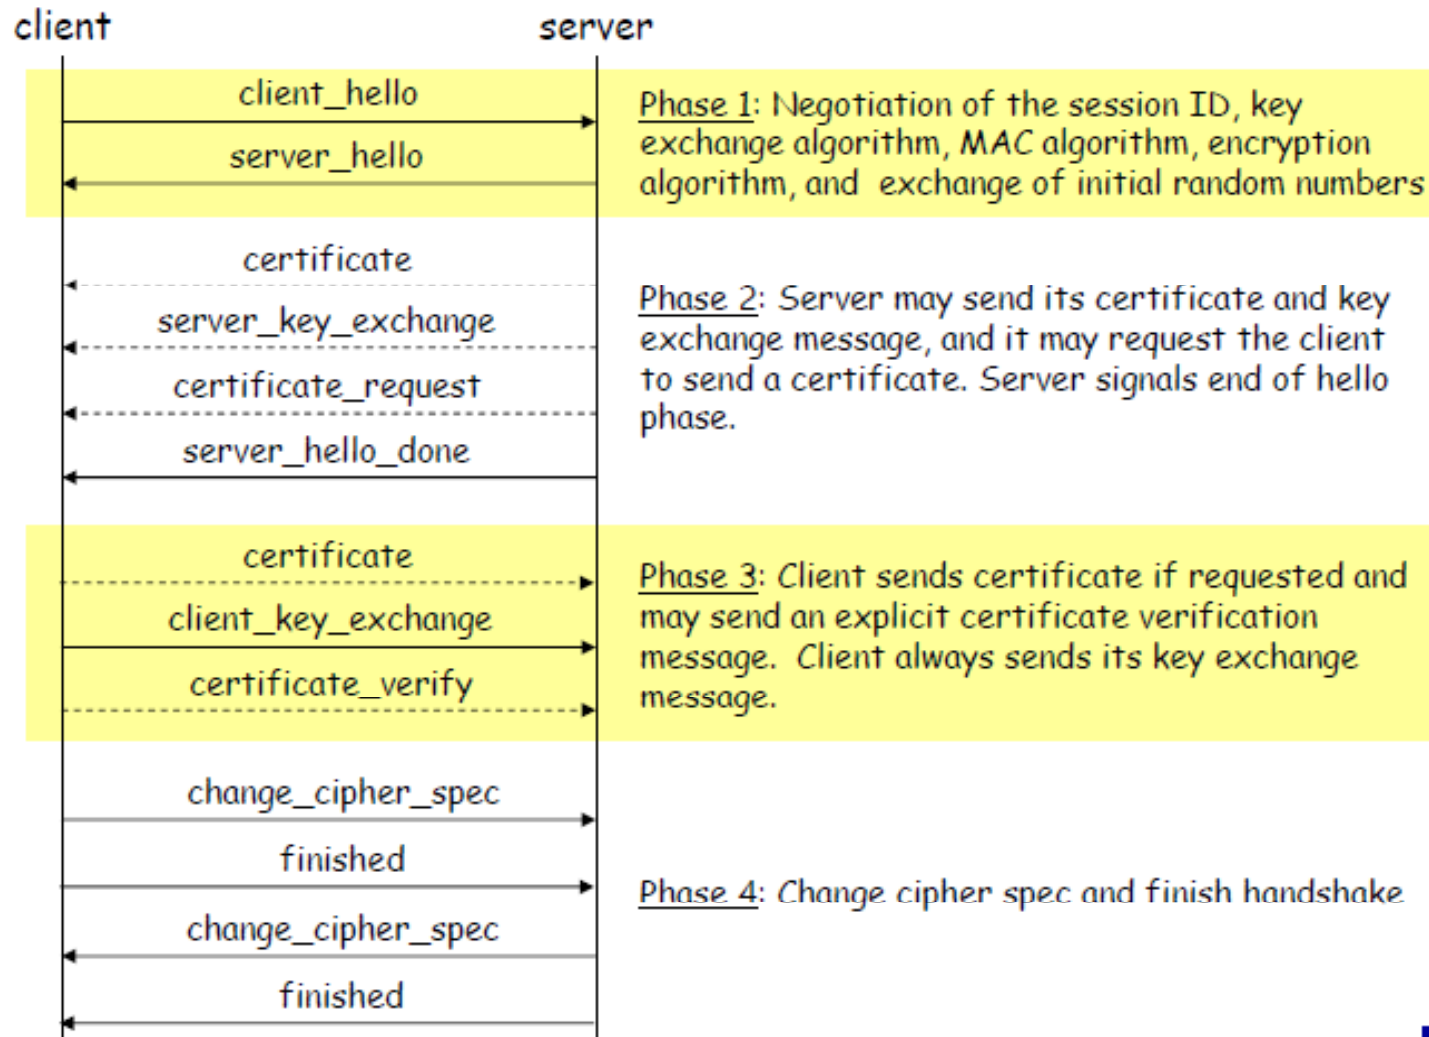 client
server
client_hello
server_hello
Phase 1: Negotiation of the session ID, key
exchange algorithm, MAC algorithm, encryption
algorithm, and exchange of initial random numbers
certificate
server_key_exchange
certificate_request
server_hello_done
Phase 2: Server may send its certificate and key
exchange message, and it may request the client
to send a certificate. Server signals end of hello
phase.
certificate
client_key_exchange
certificate_verify
Phase 3: Client sends certificate if requested and
may send an explicit certificate verification
message. Client always sends its key exchange
message.
change_cipher_spec
finished
change_cipher_spec
finished
Phase 4: Change cipher spec and finish handshake